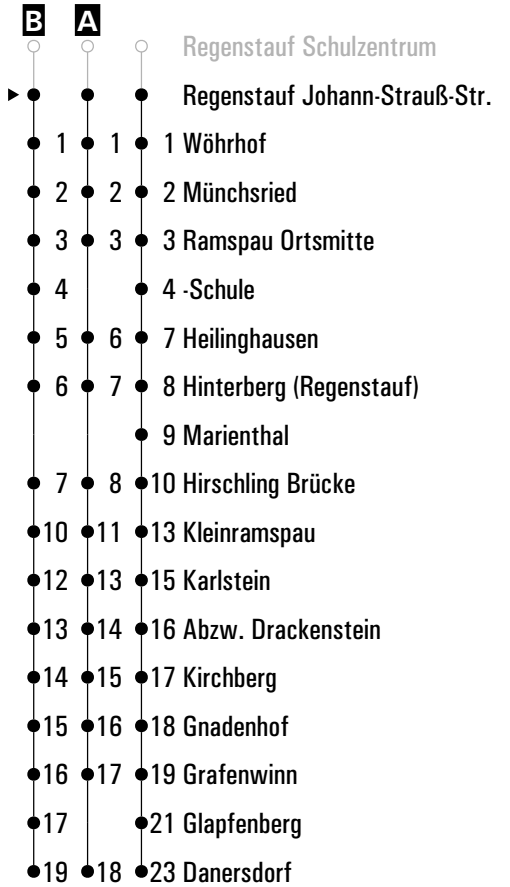 B A
Regenstauf Schulzentrum
Regenstauf Johann-Strauß-Str.
1 1 1 Wöhrhof
2 2 2 Münchsried
3 3 3 Ramspau Ortsmitte
4 4 -Schule
5 6 7 Heilinghausen
6 7 8 Hinterberg (Regenstauf)
9 Marienthal
7 8 10 Hirschling Brücke
10 11 13 Kleinramspau
12 13 15 Karlstein
13 14 16 Abzw. Drackenstein
14 15 17 Kirchberg
15 16 18 Gnadenhof
16 17 19 Grafenwinn
17 21 Glapfenberg
19 18 23 Danersdorf